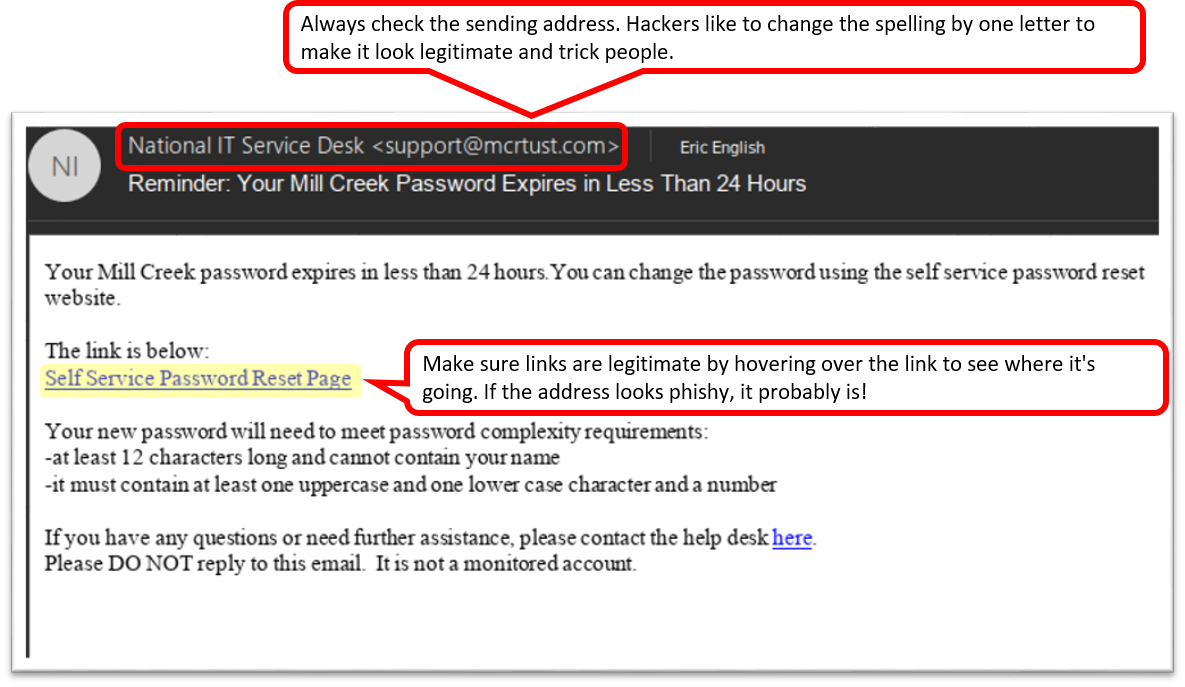 Always check the sending address. Hackers like to change the spelling by one letter to
make it look legitimate and trick people.
NI
National IT Service Desk <support@mcrtust.com>
Eric English
Reminder: Your Mill Creek Password Expires in Less Than 24 Hours
Your Mill Creek password expires in less than 24 hours.You can change the password using the self service password reset
website.
The link is below:
Self Service Password Reset Page
Make sure links are legitimate by hovering over the link to see where it's
going. If the address looks phishy, it probably is!
Your new password will need to meet password complexity requirements:
-at least 12 characters long and cannot contain your name
-it must contain at least one uppercase and one lower case character and a number
If you have any questions or need further assistance, please contact the help desk here.
Please DO NOT reply to this email.  It is not a monitored account.